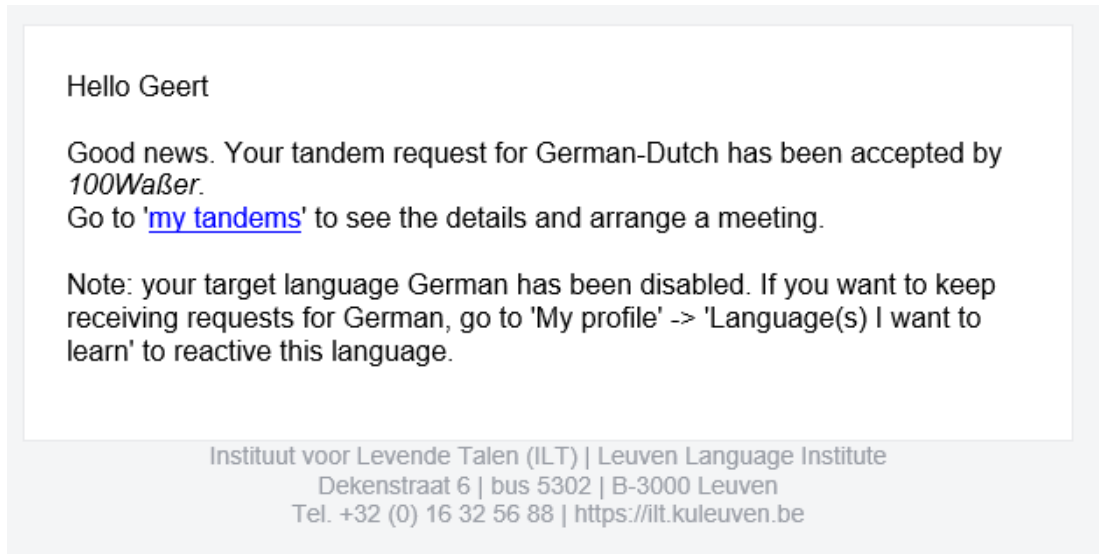 Hello Geert
Good news. Your tandem request for German-Dutch has been accepted by
100Waßer.
Go to 'my tandems' to see the details and arrange a meeting.
Note: your target language German has been disabled. If you want to keep
receiving requests for German, go to 'My profile' -> 'Language(s) I want to
learn' to reactive this language.
Instituut voor Levende Talen (ILT) | Leuven Language Institute
Dekenstraat 6 | bus 5302 | B-3000 Leuven
Tel. +32 (0) 16 32 56 88 | https://ilt.kuleuven.be